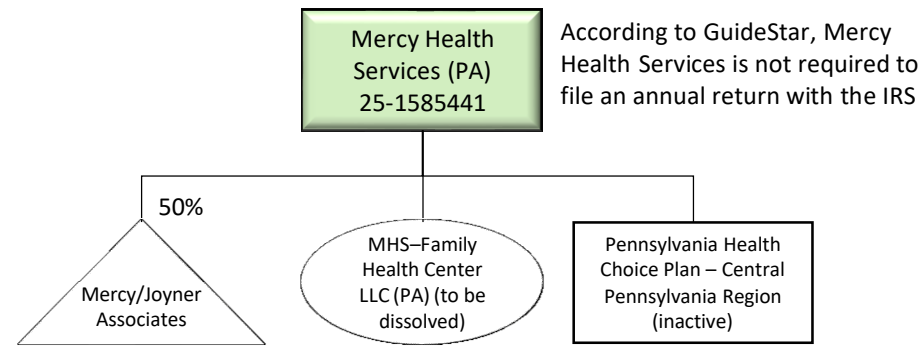 Mercy Health
Services (PA)
25-1585441
According to GuideStar, Mercy
Health Services is not required to
file an annual return with the IRS
50%
Mercy/Joyner
Associates
MHS–Family
Health Center
LLC (PA) (to be
dissolved)
Pennsylvania Health
Choice Plan – Central
Pennsylvania Region
(inactive)